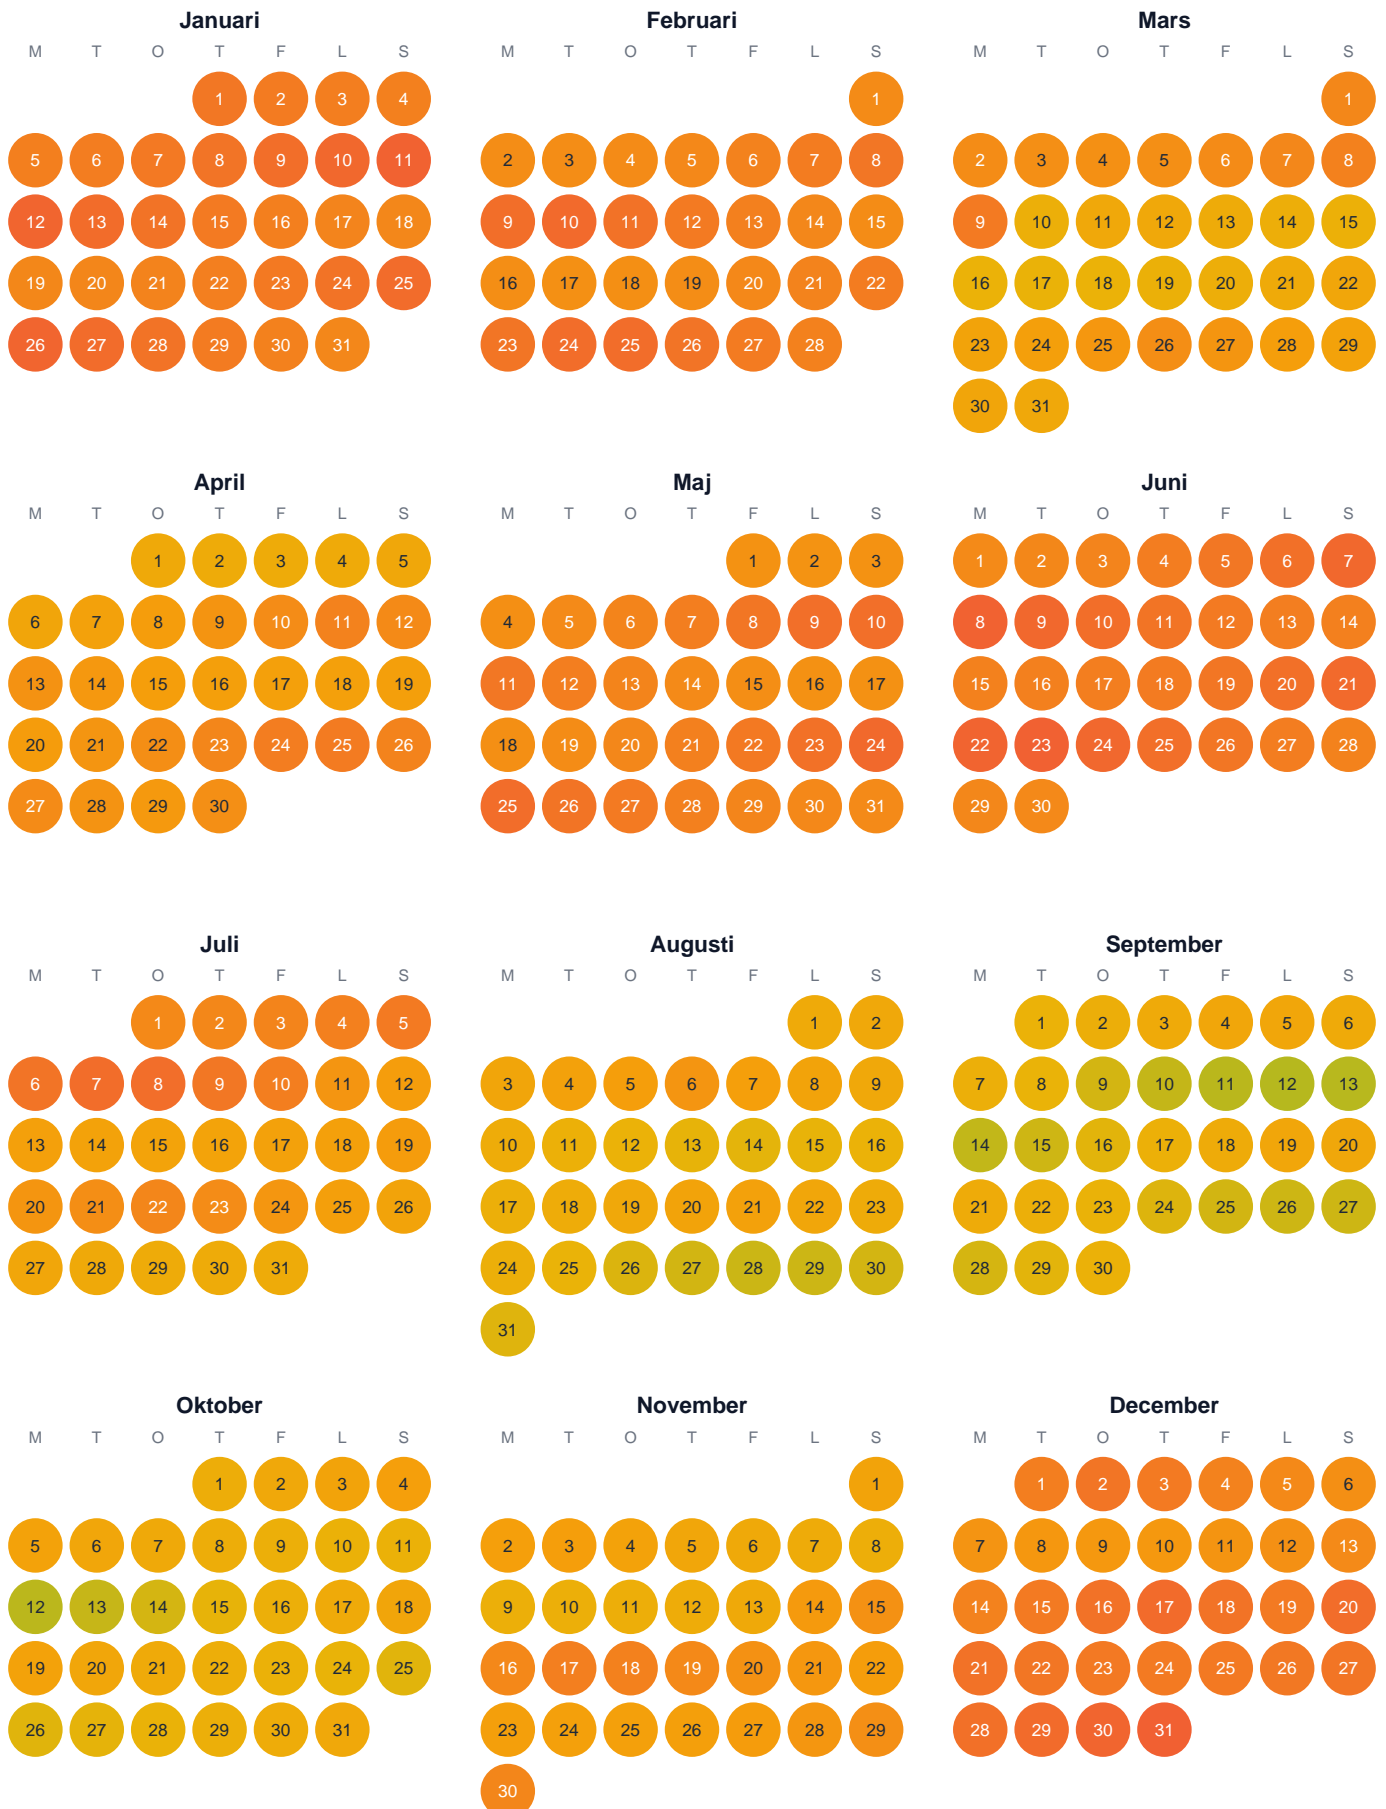 Januari Februari Mars
M T O T F L S M T O T F L S M T O T F L S
1 2 3 4 1 1
5 6 7 8 9 10 11 2 3 4 5 6 7 8 2 3 4 5 6 7 8
12 13 14 15 16 17 18 9 10 11 12 13 14 15 9 10 11 12 13 14 15
19 20 21 22 23 24 25 16 17 18 19 20 21 22 16 17 18 19 20 21 22
26 27 28 29 30 31 23 24 25 26 27 28 23 24 25 26 27 28 29
30 31
April Maj Juni
M T O T F L S M T O T F L S M T O T F L S
1 2 3 4 5 1 2 3 1 2 3 4 5 6 7
6 7 8 9 10 11 12 4 5 6 7 8 9 10 8 9 10 11 12 13 14
13 14 15 16 17 18 19 11 12 13 14 15 16 17 15 16 17 18 19 20 21
20 21 22 23 24 25 26 18 19 20 21 22 23 24 22 23 24 25 26 27 28
27 28 29 30 25 26 27 28 29 30 31 29 30
Juli Augusti September
M T O T F L S M T O T F L S M T O T F L S
1 2 3 4 5 1 2 1 2 3 4 5 6
6 7 8 9 10 11 12 3 4 5 6 7 8 9 7 8 9 10 11 12 13
13 14 15 16 17 18 19 10 11 12 13 14 15 16 14 15 16 17 18 19 20
20 21 22 23 24 25 26 17 18 19 20 21 22 23 21 22 23 24 25 26 27
27 28 29 30 31 24 25 26 27 28 29 30 28 29 30
31
Oktober November December
M T O T F L S M T O T F L S M T O T F L S
1 2 3 4 1 1 2 3 4 5 6
5 6 7 8 9 10 11 2 3 4 5 6 7 8 7 8 9 10 11 12 13
12 13 14 15 16 17 18 9 10 11 12 13 14 15 14 15 16 17 18 19 20
19 20 21 22 23 24 25 16 17 18 19 20 21 22 21 22 23 24 25 26 27
26 27 28 29 30 31 23 24 25 26 27 28 29 28 29 30 31
30